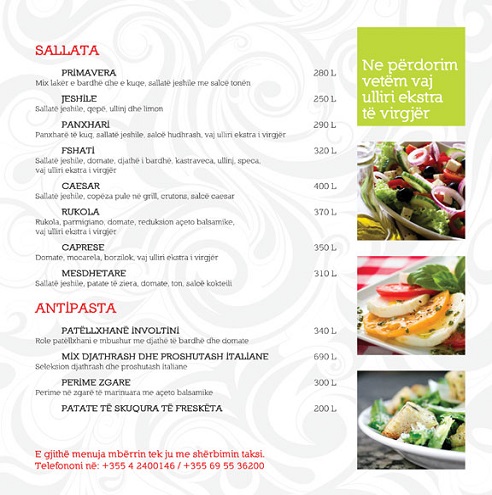 SALLATA
PRIMAVERA 280 L
Mix lakër e bardhë dhe e kuqe, sallatë jeshile me salcë tonën
JESHILE 250 L
Sallatë jeshile, qepë, ullinj dhe limon
PANXHARI 290 L
Panxharë të kuq, sallatë jeshile, salcë hudhrash, vaj ulliri ekstra i virgjër
FSHATI 320 L
Sallatë jeshile, domate, djathë i bardhë, kastraveca, ullinj, speca,
vaj ulliri ekstra i virgjër
CAESAR 400 L
Sallatë jeshile, copëza pule në grill, crutons, salcë caesar
RUKOLA 370 L
Rukola, parmigiano, domate, reduksion açeto balsamike,
vaj ulliri ekstra i virgjër
CAPRESE 350 L
Domate, mocarela, borzilok, vaj ulliri ekstra i virgjër
MESDHETARE 310 L
Sallatë jeshile, patate të ziera, domate, ton, salcë kokteili
ANTIPASTA
PATËLLXHANË INVOLTINI 340 L
Role patëllxhani e mbushur me djathë të bardhë dhe domate
MIX DJATHRASH DHE PROSHUTASH ITALIANE 690 L
Seleksion djathrash dhe proshutash italiane
PERIME ZGARE 300 L
Perime në zgarë të marinuara me açeto balsamike
PATATE TË SKUQURA TË FRESKËTA 200 L
E gjithë menuja mbërrin tek ju me shërbimin taksi.
Telefononi në: +355 4 2400146 / +355 69 55 36200
Ne përdorim
vetëm vaj
ulliri ekstra
të virgjër